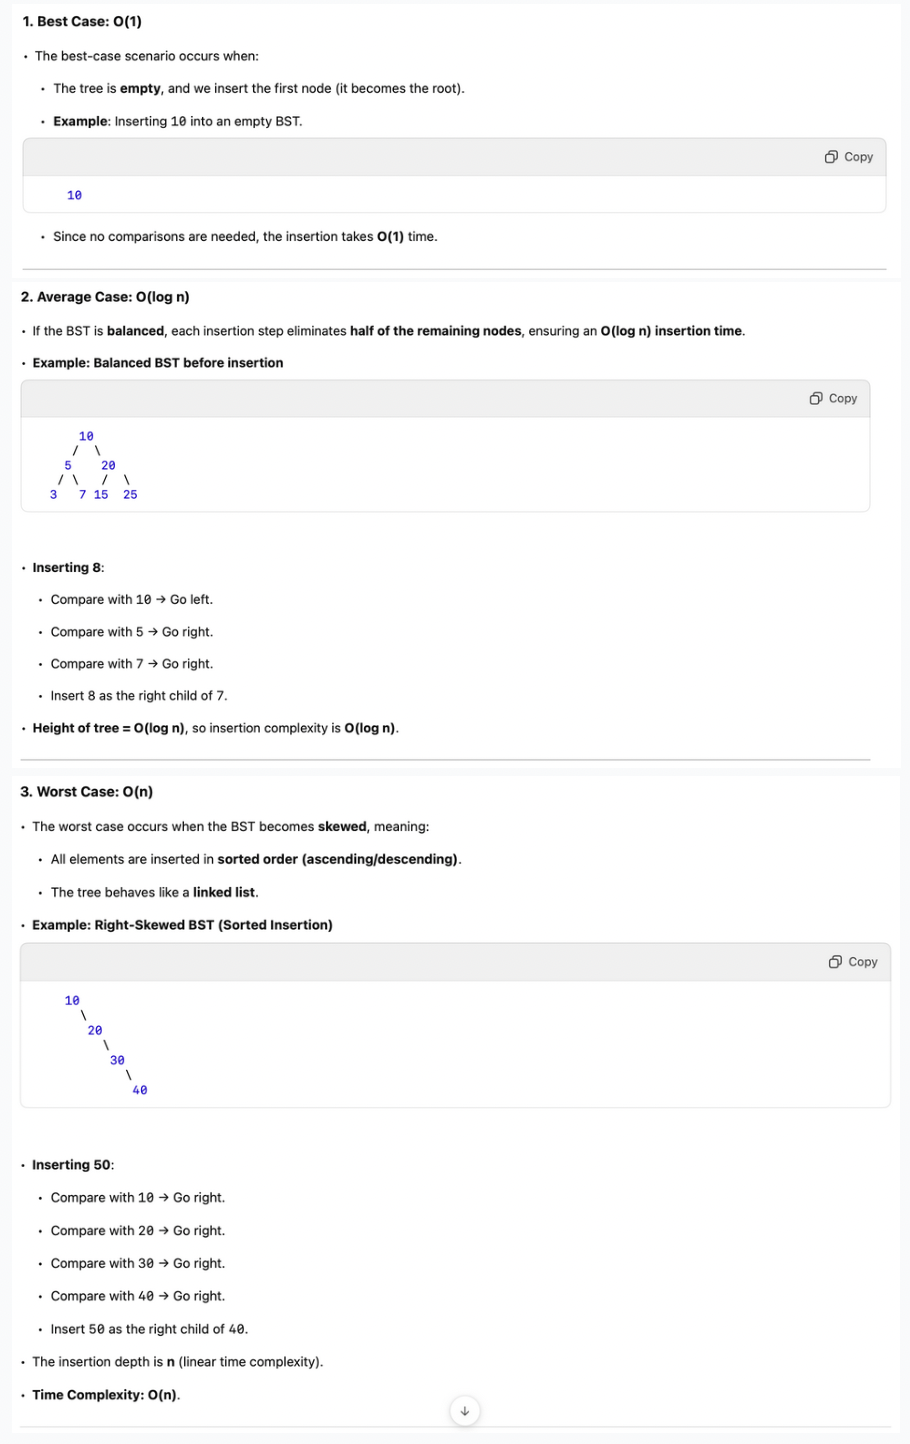 1. Best Case: O(1)
• The best-case scenario occurs when:
• The tree is empty, and we insert the first node (it becomes the root).
• Example: Inserting 10 into an empty BST.
Copy
10
• Since no comparisons are needed, the insertion takes O(1) time.
2. Average Case: O(log n)
• If the BST is balanced, each insertion step eliminates half of the remaining nodes, ensuring an O(log n) insertion time.
• Example: Balanced BST before insertion
Copy
10
/ \
5 20
/ \ / \
3 7 15 25
• Inserting 8:
• Compare with 10 → Go left.
• Compare with 5 → Go right.
• Compare with 7 → Go right.
• Insert 8 as the right child of 7.
• Height of tree = O(log n), so insertion complexity is O(log n).
3. Worst Case: O(n)
• The worst case occurs when the BST becomes skewed, meaning:
• All elements are inserted in sorted order (ascending/descending).
• The tree behaves like a linked list.
• Example: Right-Skewed BST (Sorted Insertion)
Copy
10
\
20
\
30
\
40
• Inserting 50:
• Compare with 10 → Go right.
• Compare with 20 → Go right.
• Compare with 30 → Go right.
• Compare with 40 → Go right.
• Insert 50 as the right child of 40.
• The insertion depth is n (linear time complexity).
• Time Complexity: O(n).